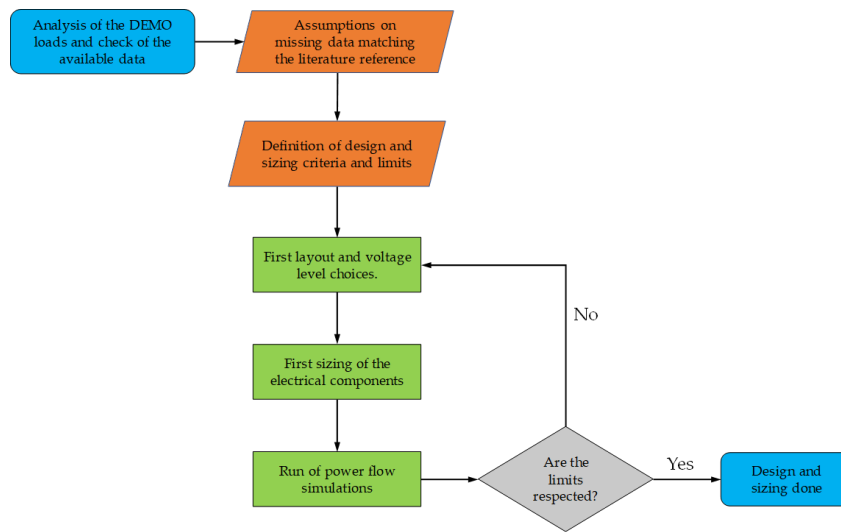 Analysis of the DEMO
loads and check of the
available data
Assumptions on
missing data matching
the literature reference
Definition of design and
sizing criteria and limits
First layout and voltage
level choices.
No
First sizing of the
electrical components
Run of power flow
simulations
Are the
limits
respected?
Yes
Design and
sizing done